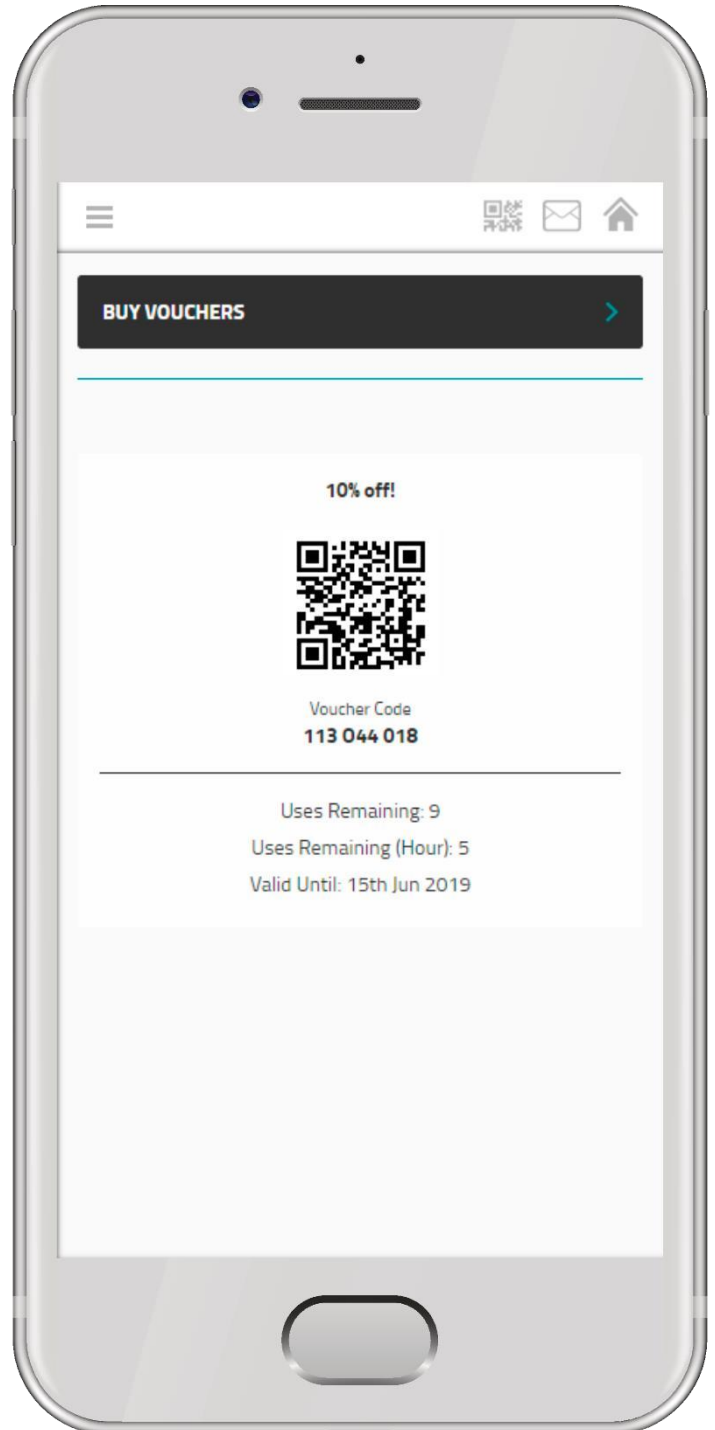 BUY VOUCHERS
10% off!
Voucher Code
113 044 018
Uses Remaining: 9
Uses Remaining (Hour): 5
Valid Until: 15th Jun 2019